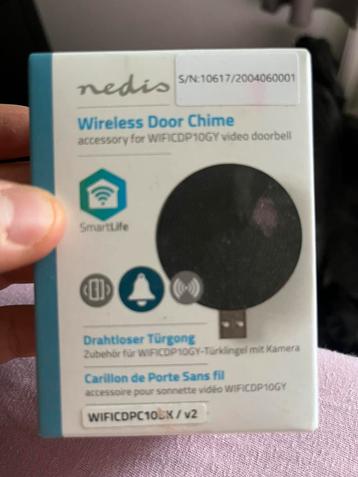 nedis
S/N:10617/2004060001
Wireless Door Chime
accessory for WIFICDP10GY video doorbell
SmartLife
Drahtloser Türgong
Zubehör für WIFICDP10GY-Türklingel mit Kamera
Carillon de Porte Sans fil
accessoire pour sonnette vidéo WIFICDP10GY
WIFICDPC10BK / v2